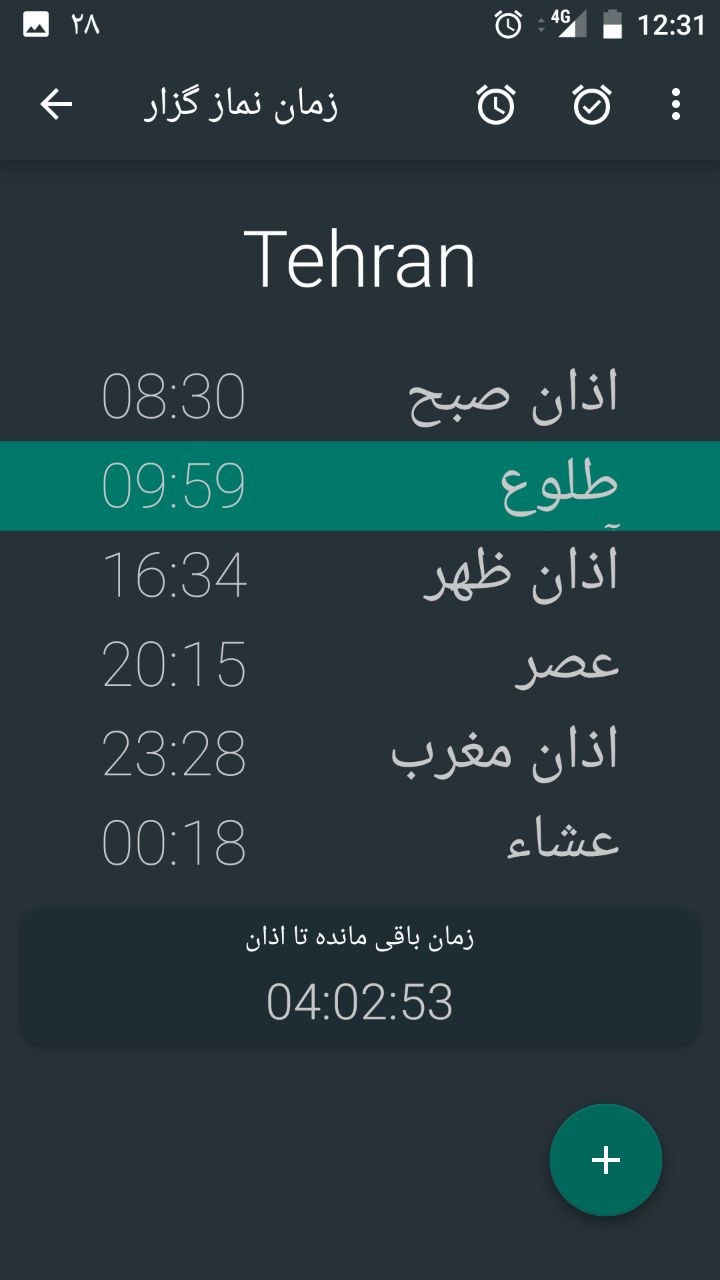 ۲۸ 4G 12:31
زمان نماز گزار
Tehran
اذان صبح 08:30
طلوع 09:59
اذان ظهر 16:34
عصر 20:15
اذان مغرب 23:28
عشاء 00:18
زمان باقی مانده تا اذان
04:02:53